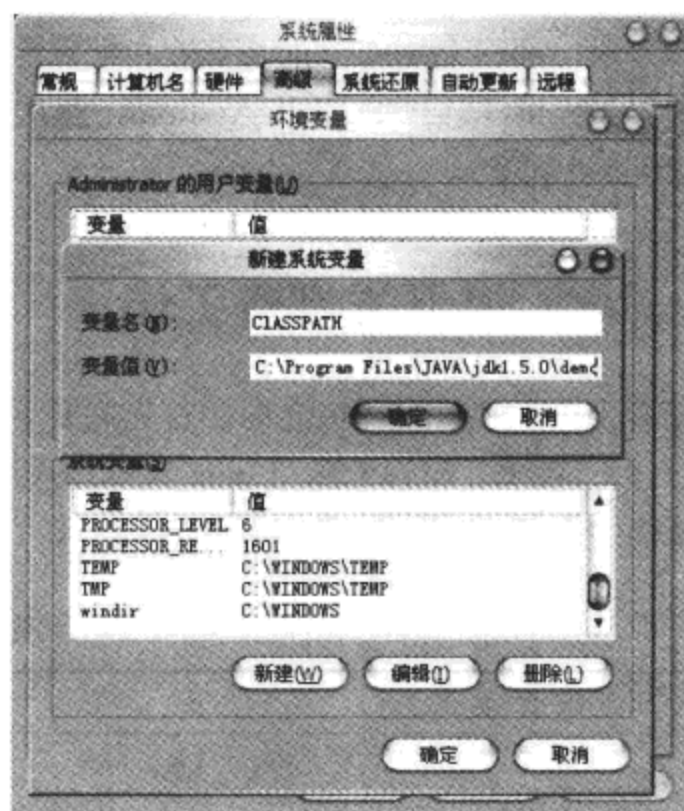 系统属性
常规 计算机名 硬件 高级 系统还原 自动更新 远程
环境变量
Administrator 的用户变量(U)
变量 值
新建系统变量
变量名(N): ClASSPATH
变量值(V): C:\Program Files\JAVA\jdk1.5.0\demo
确定 取消
系统变量(S)
变量 值
PROCESSOR_LEVEL 6
PROCESSOR_RE... 1601
TEMP C:\WINDOWS\TEMP
TMP C:\WINDOWS\TEMP
windir C:\WINDOWS
新建(W) 编辑(I) 删除(L)
确定 取消